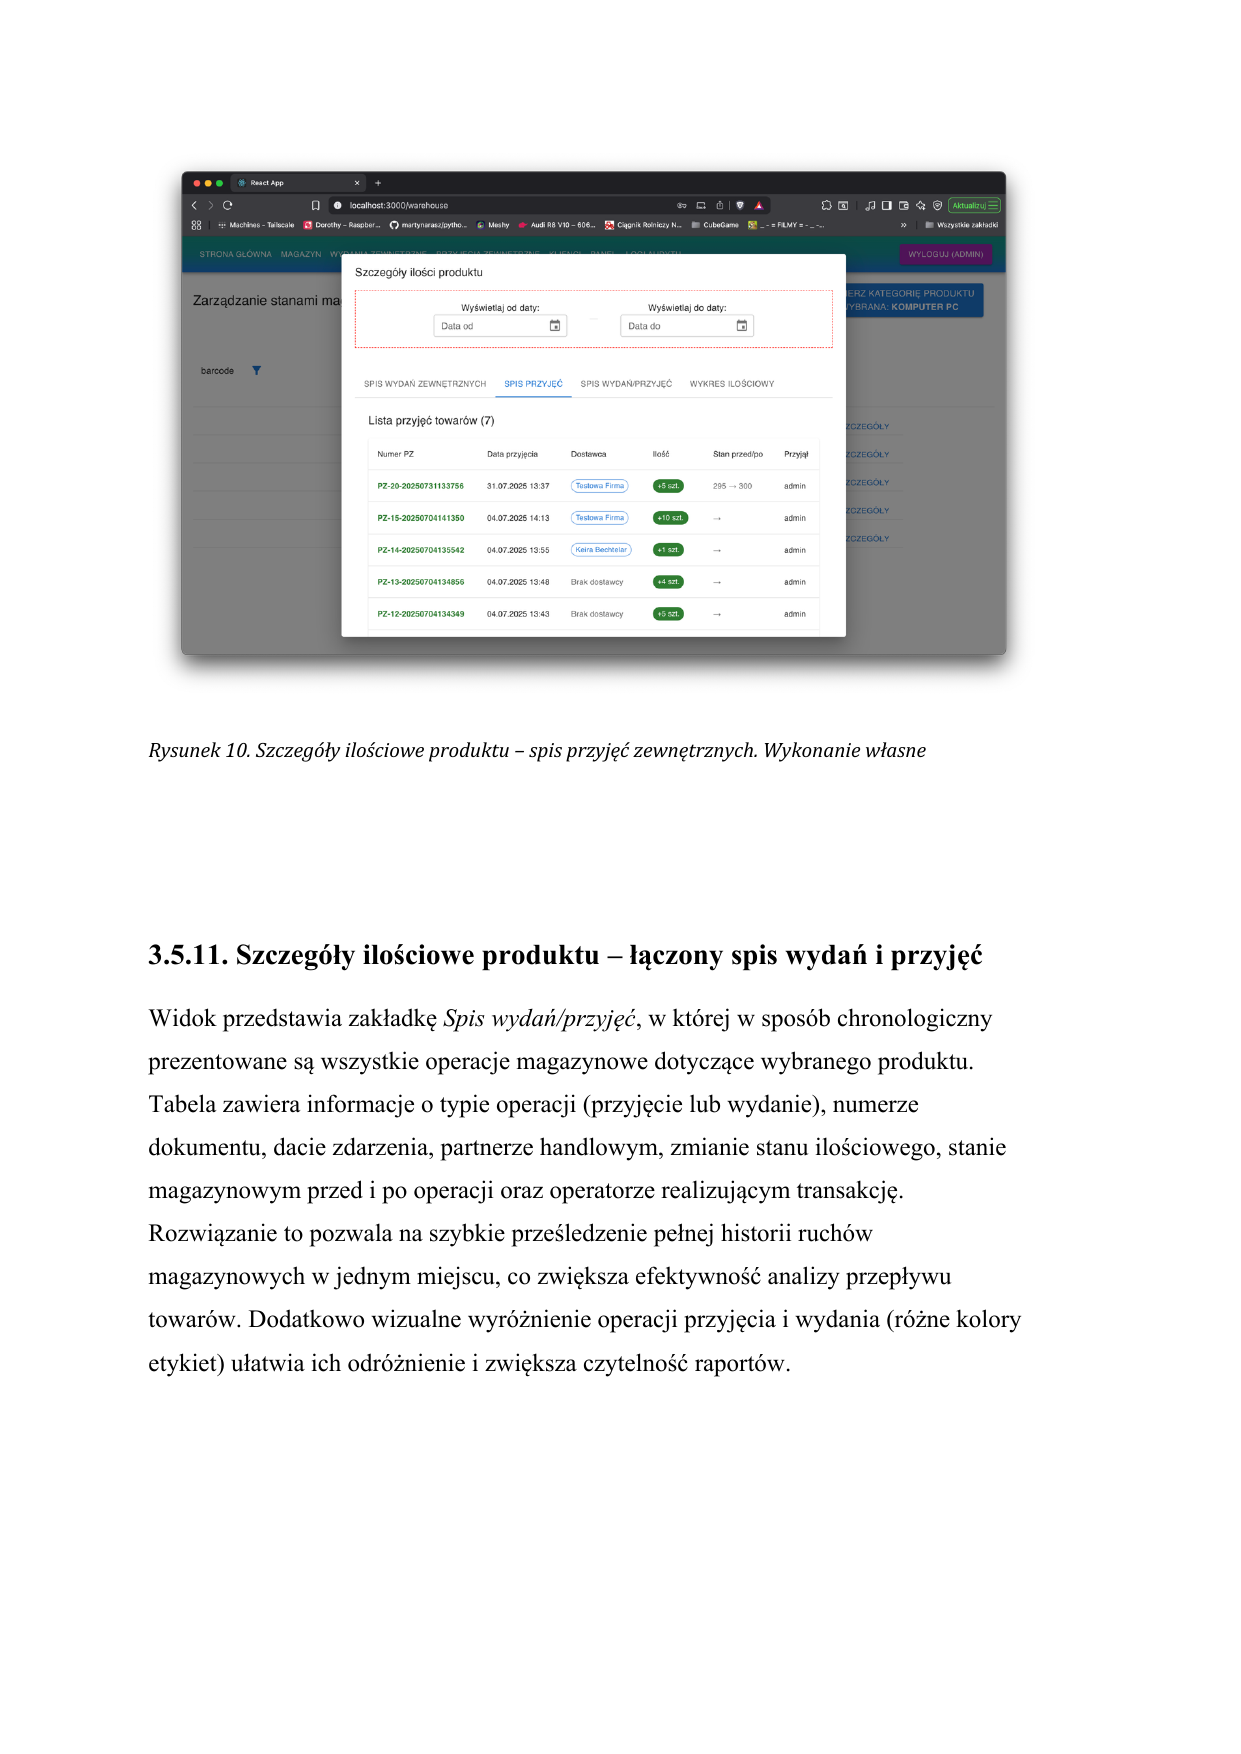 React App
localhost:3000/warehouse
Aktualizuj
Machines – Tailscale
Dorothy – Raspber...
martynarasz/pytho...
Meshy
Audi R8 V10 – 606...
Ciągnik Rolniczy N...
CubeGame
_ - = FILMY = - _ -...
Wszystkie zakładki
STRONA GŁÓWNA MAGAZYN
WYLOGUJ (ADMIN)
Szczegóły ilości produktu
Zarządzanie stanami ma
IERZ KATEGORIĘ PRODUKTU
YBRANA: KOMPUTER PC
Wyświetlaj od daty:
Wyświetlaj do daty:
Data od
Data do
barcode
SPIS WYDAŃ ZEWNĘTRZNYCH SPIS PRZYJĘĆ SPIS WYDAŃ/PRZYJĘĆ WYKRES ILOŚCIOWY
Lista przyjęć towarów (7)
Numer PZ Data przyjęcia Dostawca Ilość Stan przed/po Przyjął
PZ-20-20250731133756 31.07.2025 13:37 Testowa Firma +5 szt. 295 → 300 admin
PZ-15-20250704141350 04.07.2025 14:13 Testowa Firma +10 szt. → admin
PZ-14-20250704135542 04.07.2025 13:55 Keira Bechtelar +1 szt. → admin
PZ-13-20250704134856 04.07.2025 13:48 Brak dostawcy +4 szt. → admin
PZ-12-20250704134349 04.07.2025 13:43 Brak dostawcy +5 szt. → admin
ZCZEGÓŁY
ZCZEGÓŁY
ZCZEGÓŁY
ZCZEGÓŁY
ZCZEGÓŁY
Rysunek 10. Szczegóły ilościowe produktu – spis przyjęć zewnętrznych. Wykonanie własne
3.5.11. Szczegóły ilościowe produktu – łączony spis wydań i przyjęć
Widok przedstawia zakładkę Spis wydań/przyjęć, w której w sposób chronologiczny
prezentowane są wszystkie operacje magazynowe dotyczące wybranego produktu.
Tabela zawiera informacje o typie operacji (przyjęcie lub wydanie), numerze
dokumentu, dacie zdarzenia, partnerze handlowym, zmianie stanu ilościowego, stanie
magazynowym przed i po operacji oraz operatorze realizującym transakcję.
Rozwiązanie to pozwala na szybkie prześledzenie pełnej historii ruchów
magazynowych w jednym miejscu, co zwiększa efektywność analizy przepływu
towarów. Dodatkowo wizualne wyróżnienie operacji przyjęcia i wydania (różne kolory
etykiet) ułatwia ich odróżnienie i zwiększa czytelność raportów.